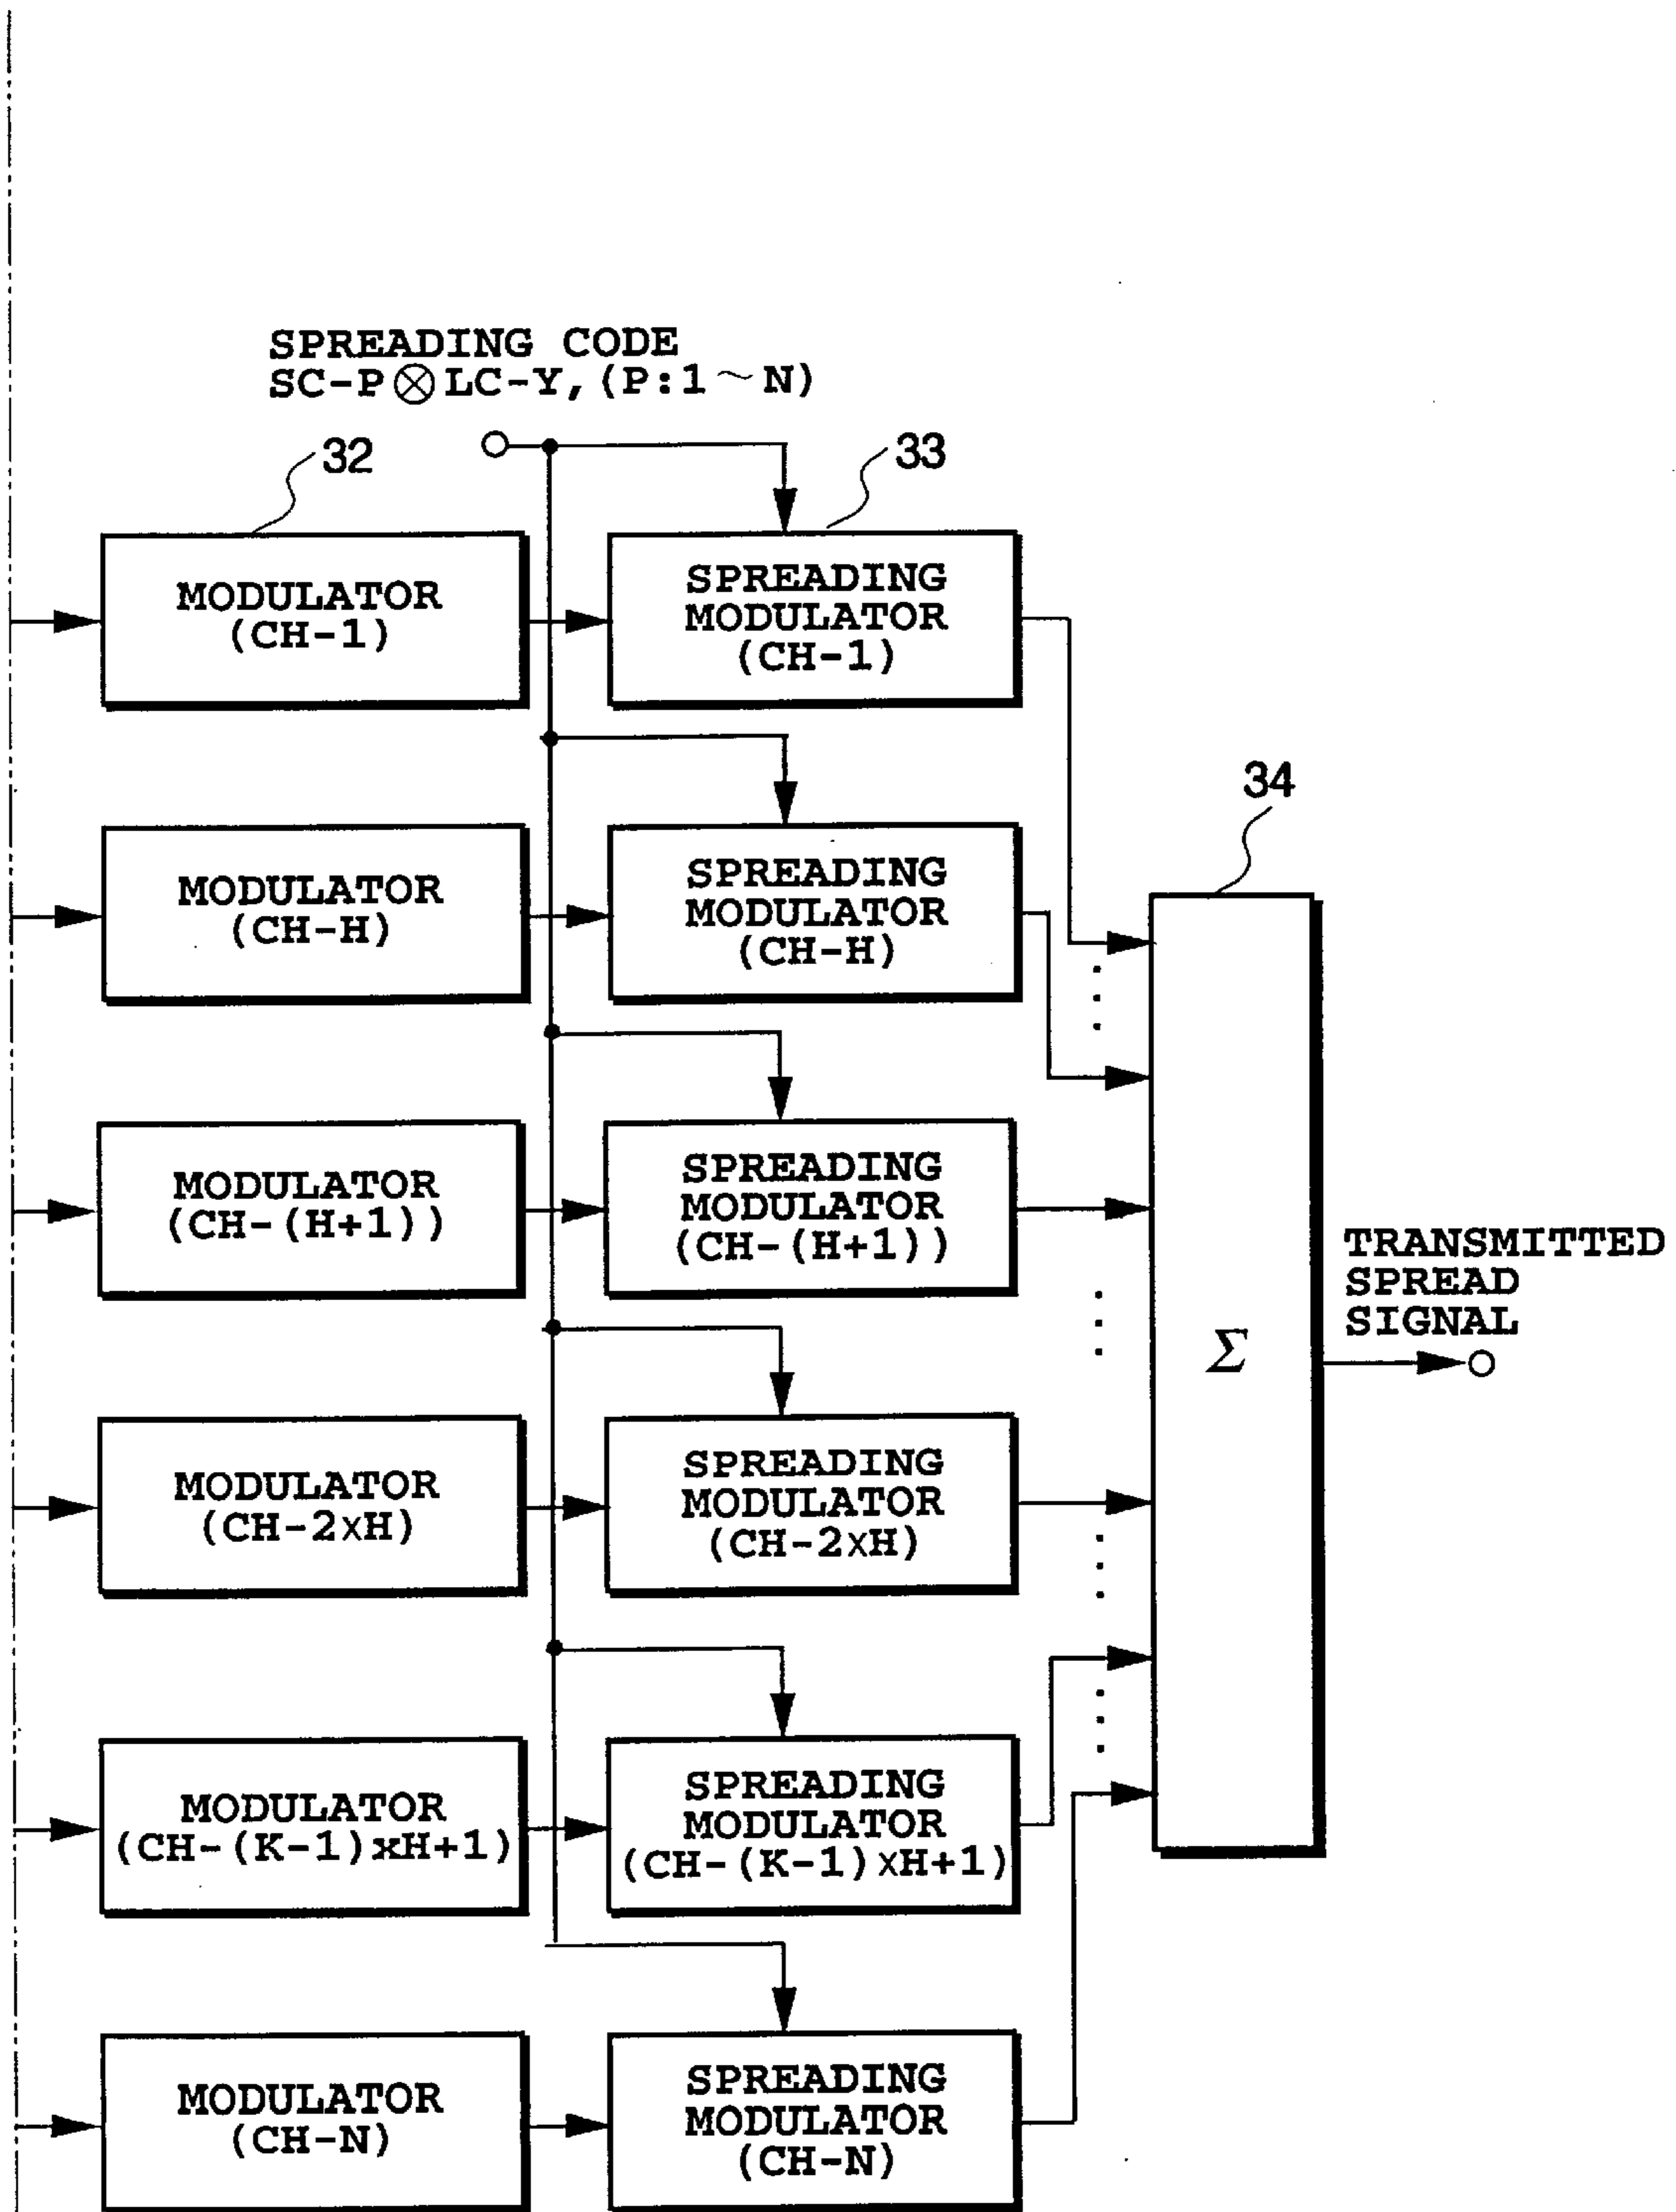 SPREADING CODE
SC-P⊗LC-Y,(P:1~N)
32
33
MODULATOR
(CH-1)
SPREADING
MODULATOR
(CH-1)
34
MODULATOR
(CH-H)
SPREADING
MODULATOR
(CH-H)
MODULATOR
(CH-(H+1))
SPREADING
MODULATOR
(CH-(H+1))
TRANSMITTED
SPREAD
SIGNAL
Σ
MODULATOR
(CH-2xH)
SPREADING
MODULATOR
(CH-2xH)
MODULATOR
(CH-(K-1)xH+1)
SPREADING
MODULATOR
(CH-(K-1)xH+1)
MODULATOR
(CH-N)
SPREADING
MODULATOR
(CH-N)